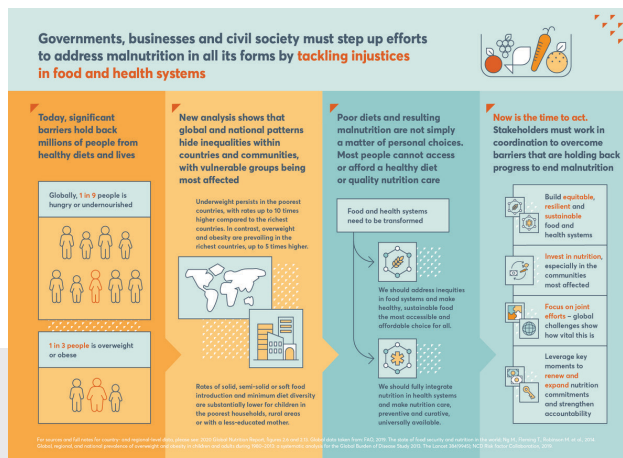 Governments, businesses and civil society must step up efforts
to address malnutrition in all its forms by tackling injustices
in food and health systems
Today, significant
barriers hold back
millions of people from
healthy diets and lives
Globally, 1 in 9 people is
hungry or undernourished
1 in 3 people is overweight
or obese
New analysis shows that
global and national patterns
hide inequalities within
countries and communities,
with vulnerable groups being
most affected
Underweight persists in the poorest
countries, with rates up to 10 times
higher compared to the richest
countries. In contrast, overweight
and obesity are prevailing in the
richest countries, up to 5 times higher.
Rates of solid, semi-solid or soft food
introduction and minimum diet diversity
are substantially lower for children in
the poorest households, rural areas
or with a less-educated mother.
Poor diets and resulting
malnutrition are not simply
a matter of personal choices.
Most people cannot access
or afford a healthy diet
or quality nutrition care
Food and health systems
need to be transformed
We should address inequities
in food systems and make
healthy, sustainable food
the most accessible and
affordable choice for all.
We should fully integrate
nutrition in health systems
and make nutrition care,
preventive and curative,
universally available.
Now is the time to act.
Stakeholders must work in
coordination to overcome
barriers that are holding back
progress to end malnutrition
Build equitable,
resilient and
sustainable
food and
health systems
Invest in nutrition,
especially in the
communities
most affected
Focus on joint
efforts – global
challenges show
how vital this is
Leverage key
moments to
renew and
expand nutrition
commitments
and strengthen
accountability